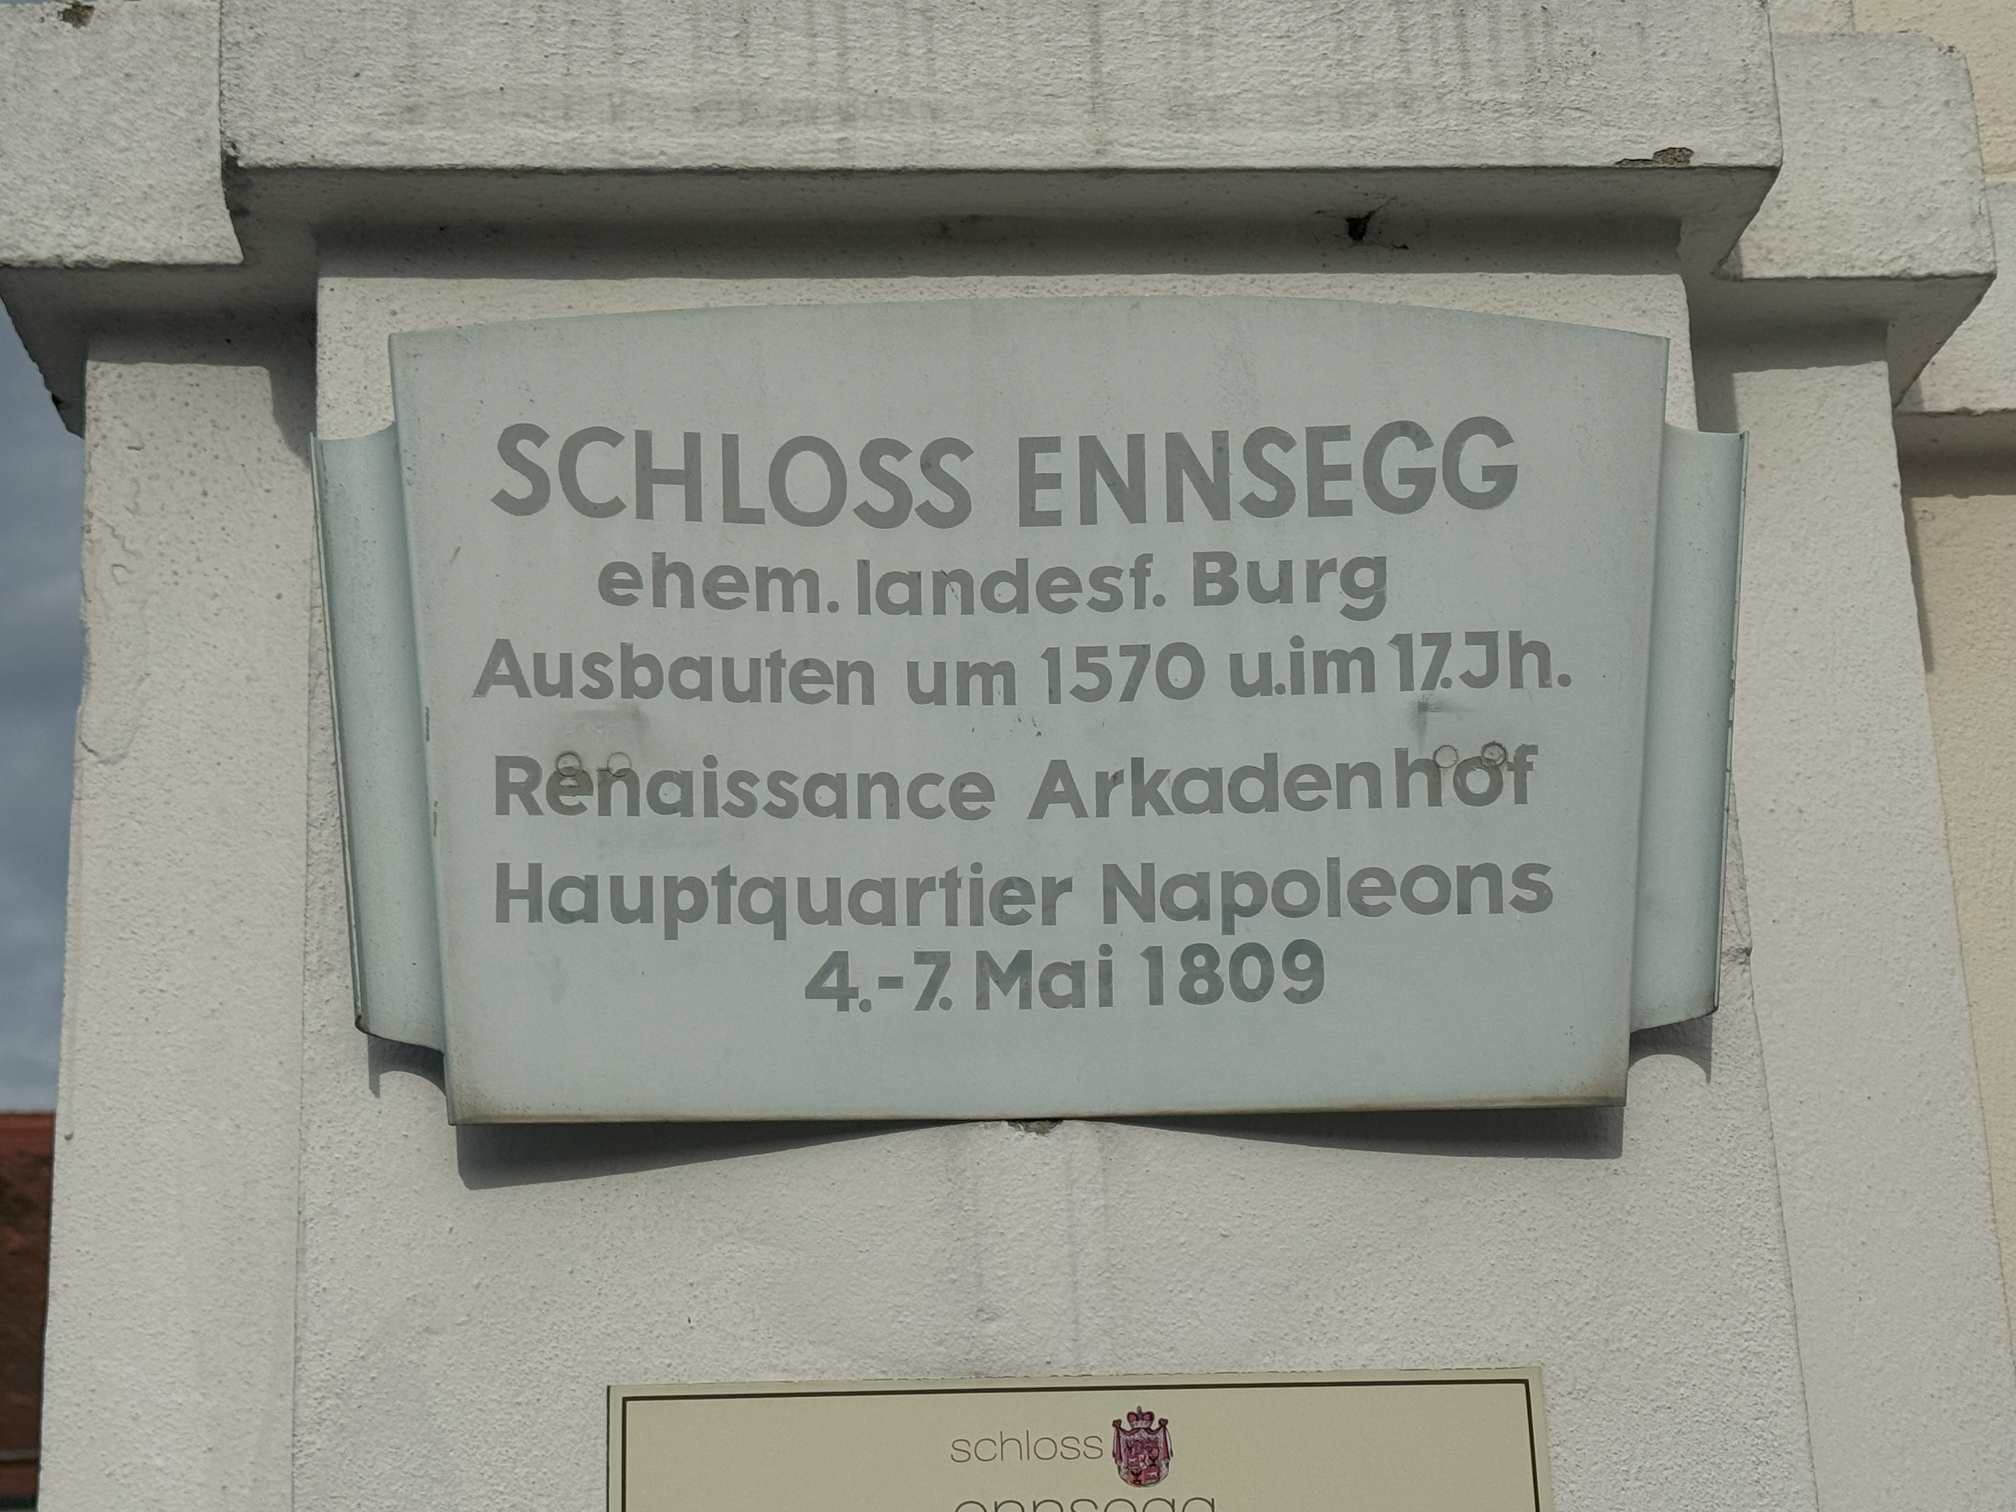 SCHLOSS ENNSEGG
ehem. landesf. Burg
Ausbauten um 1570 u.im 17.Jh.
Renaissance Arkadenhof
Hauptquartier Napoleons
4.-7. Mai 1809
schloss
ennsegg